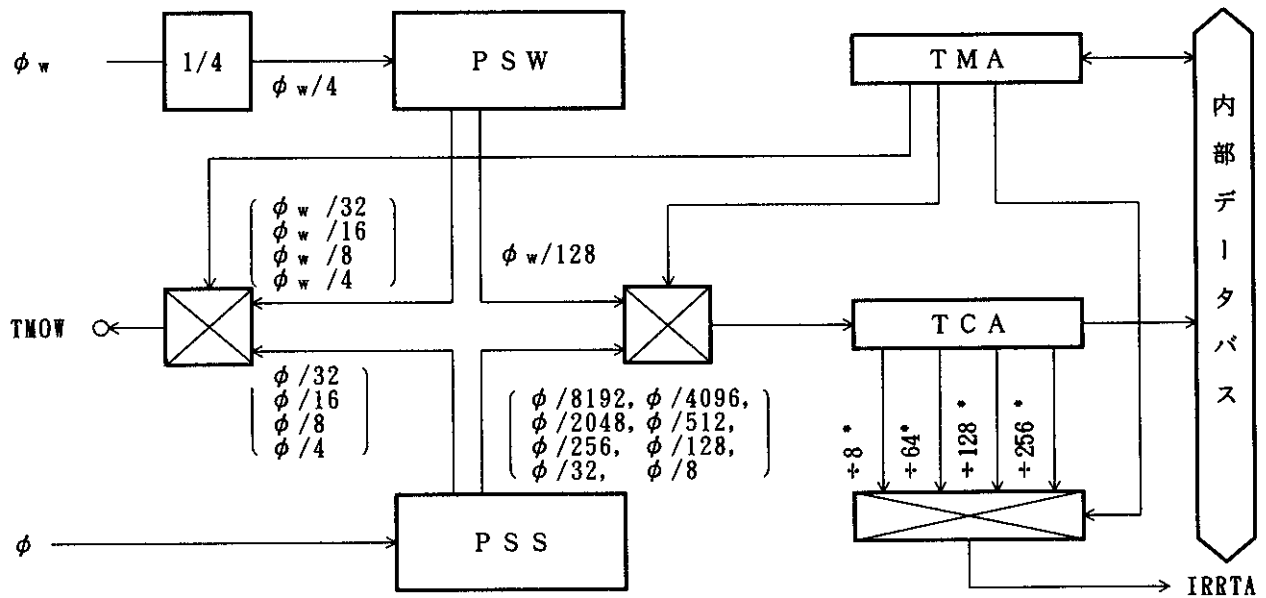 φw
1/4
φw/4
PSW
TMA
内部データバス
φw /32
φw /16
φw /8
φw /4
φw/128
TMOW
TCA
φ/32
φ/16
φ/8
φ/4
φ/8192, φ/4096,
φ/2048, φ/512,
φ/256, φ/128,
φ/32, φ/8
÷8*
÷64*
÷128*
÷256*
φ
PSS
IRRTA